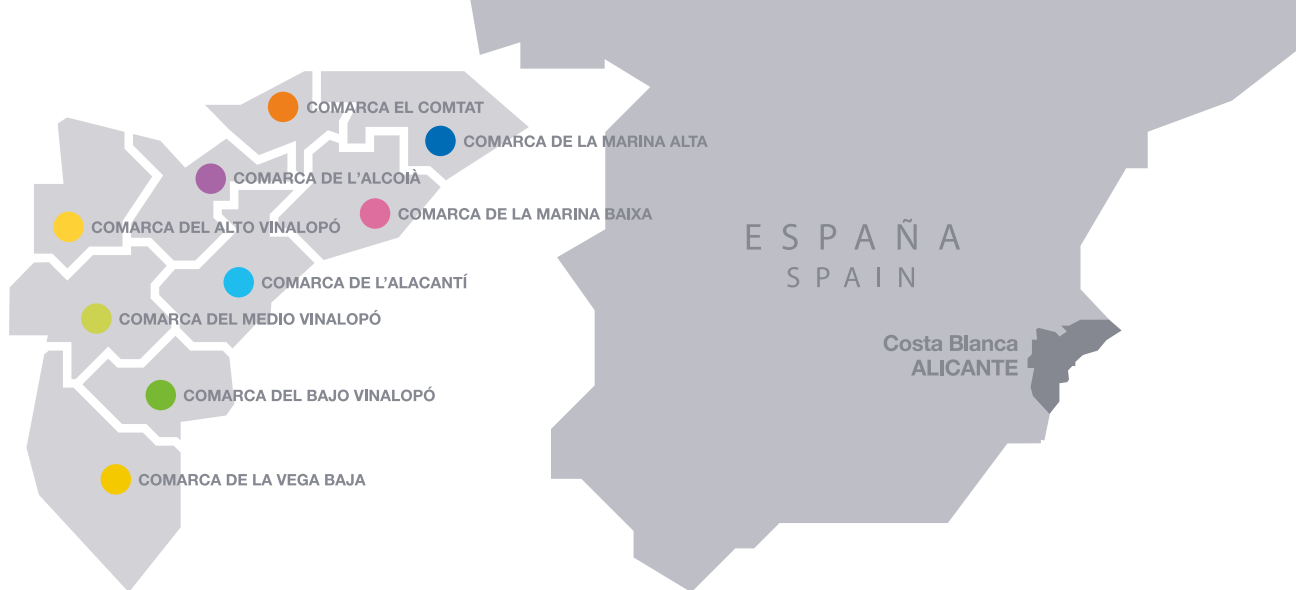 COMARCA EL COMTAT
COMARCA DE LA MARINA ALTA
COMARCA DE L'ALCOIÀ
COMARCA DE LA MARINA BAIXA
COMARCA DEL ALTO VINALOPÓ
COMARCA DE L'ALACANTÍ
COMARCA DEL MEDIO VINALOPÓ
COMARCA DEL BAJO VINALOPÓ
COMARCA DE LA VEGA BAJA
ESPAÑA
SPAIN
Costa Blanca
ALICANTE